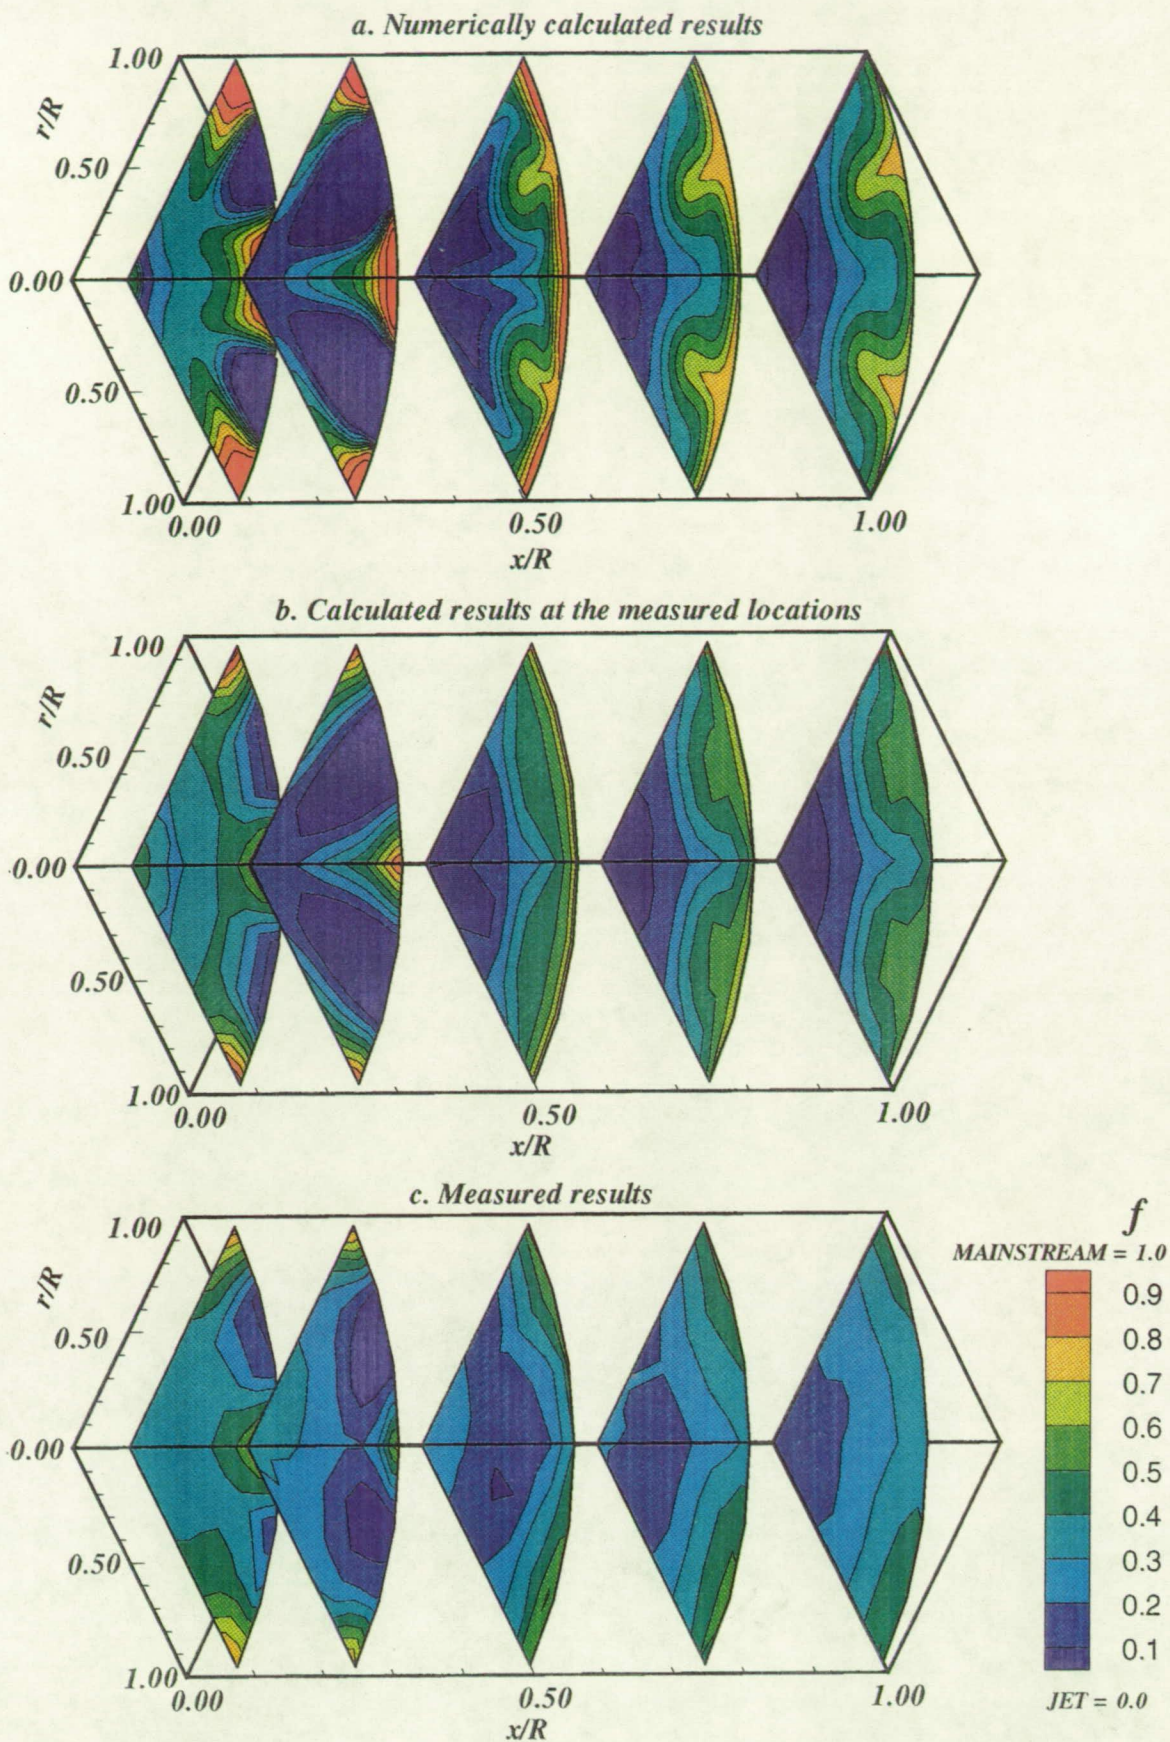 a. Numerically calculated results
1.00
r/R
0.50
0.00
0.50
1.00
0.00 0.50 1.00
x/R
b. Calculated results at the measured locations
1.00
r/R
0.50
0.00
0.50
1.00
0.00 0.50 1.00
x/R
c. Measured results
1.00
r/R
0.50
0.00
0.50
1.00
0.00 0.50 1.00
x/R
f
MAINSTREAM = 1.0
0.9
0.8
0.7
0.6
0.5
0.4
0.3
0.2
0.1
JET = 0.0